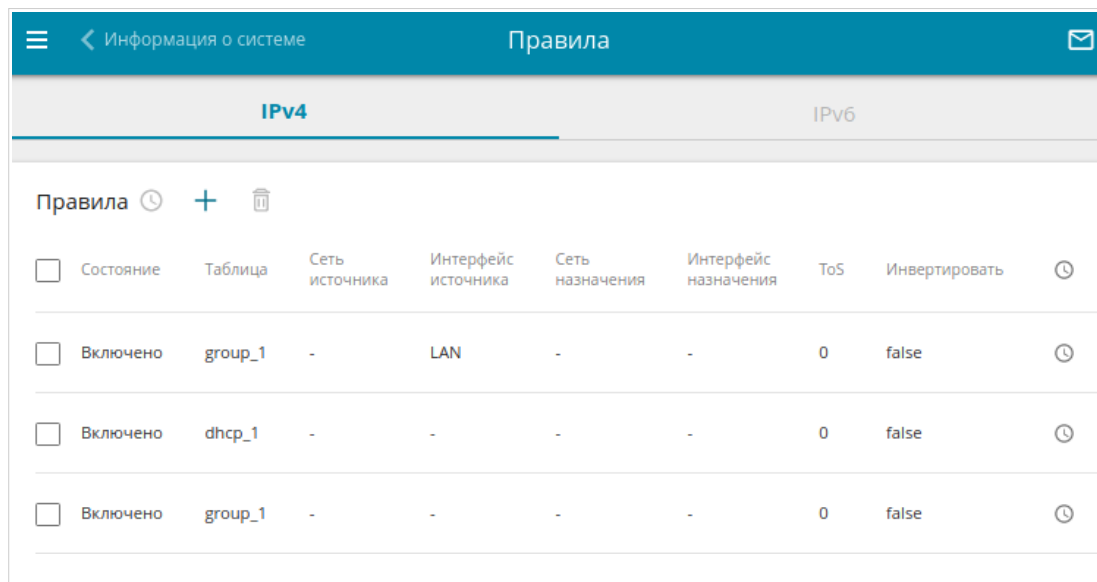 Информация о системе
Правила
IPv4
IPv6
Правила
Состояние Таблица Сеть источника Интерфейс источника Сеть назначения Интерфейс назначения ToS Инвертировать
Включено group_1 - LAN - - 0 false
Включено dhcp_1 - - - - 0 false
Включено group_1 - - - - 0 false